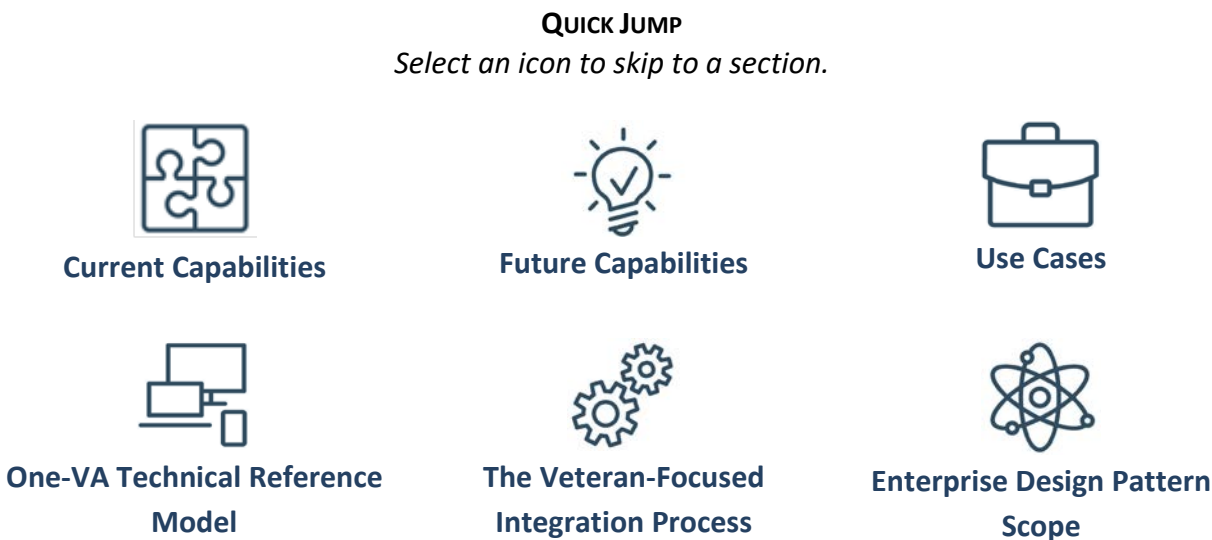 QUICK JUMP
Select an icon to skip to a section.
Current Capabilities
Future Capabilities
Use Cases
One-VA Technical Reference
Model
The Veteran-Focused
Integration Process
Enterprise Design Pattern
Scope